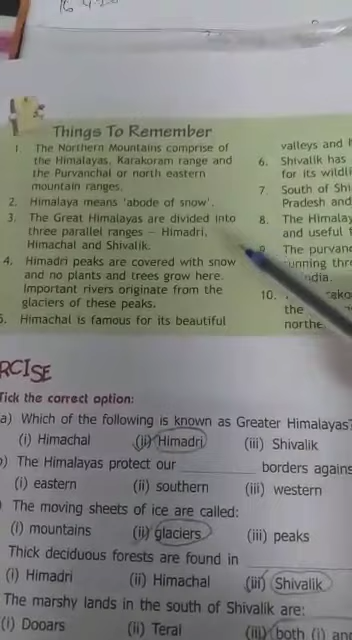 Things To Remember
1. The Northern Mountains comprise of
the Himalayas, Karakoram range and
the Purvanchal or north eastern
mountain ranges.
2. Himalaya means 'abode of snow'.
3. The Great Himalayas are divided into
three parallel ranges – Himadri,
Himachal and Shivalik.
4. Himadri peaks are covered with snow
and no plants and trees grow here.
Important rivers originate from the
glaciers of these peaks.
5. Himachal is famous for its beautiful
valleys and
6. Shivalik has
for its wildli
7. South of Shi
Pradesh and
8. The Himalay
and useful
9. The purvan
running thr
ndia.
10. ako
the
northe
RCISE
Tick the correct option:
a) Which of the following is known as Greater Himalayas?
(i) Himachal (ii) Himadri (iii) Shivalik
) The Himalayas protect our ________ borders agains
(i) eastern (ii) southern (iii) western
The moving sheets of ice are called:
(i) mountains (ii) glaciers (iii) peaks
Thick deciduous forests are found in ________
(i) Himadri (ii) Himachal (iii) Shivalik
The marshy lands in the south of Shivalik are:
(i) Dooars (ii) Terai (iii) both (i) an